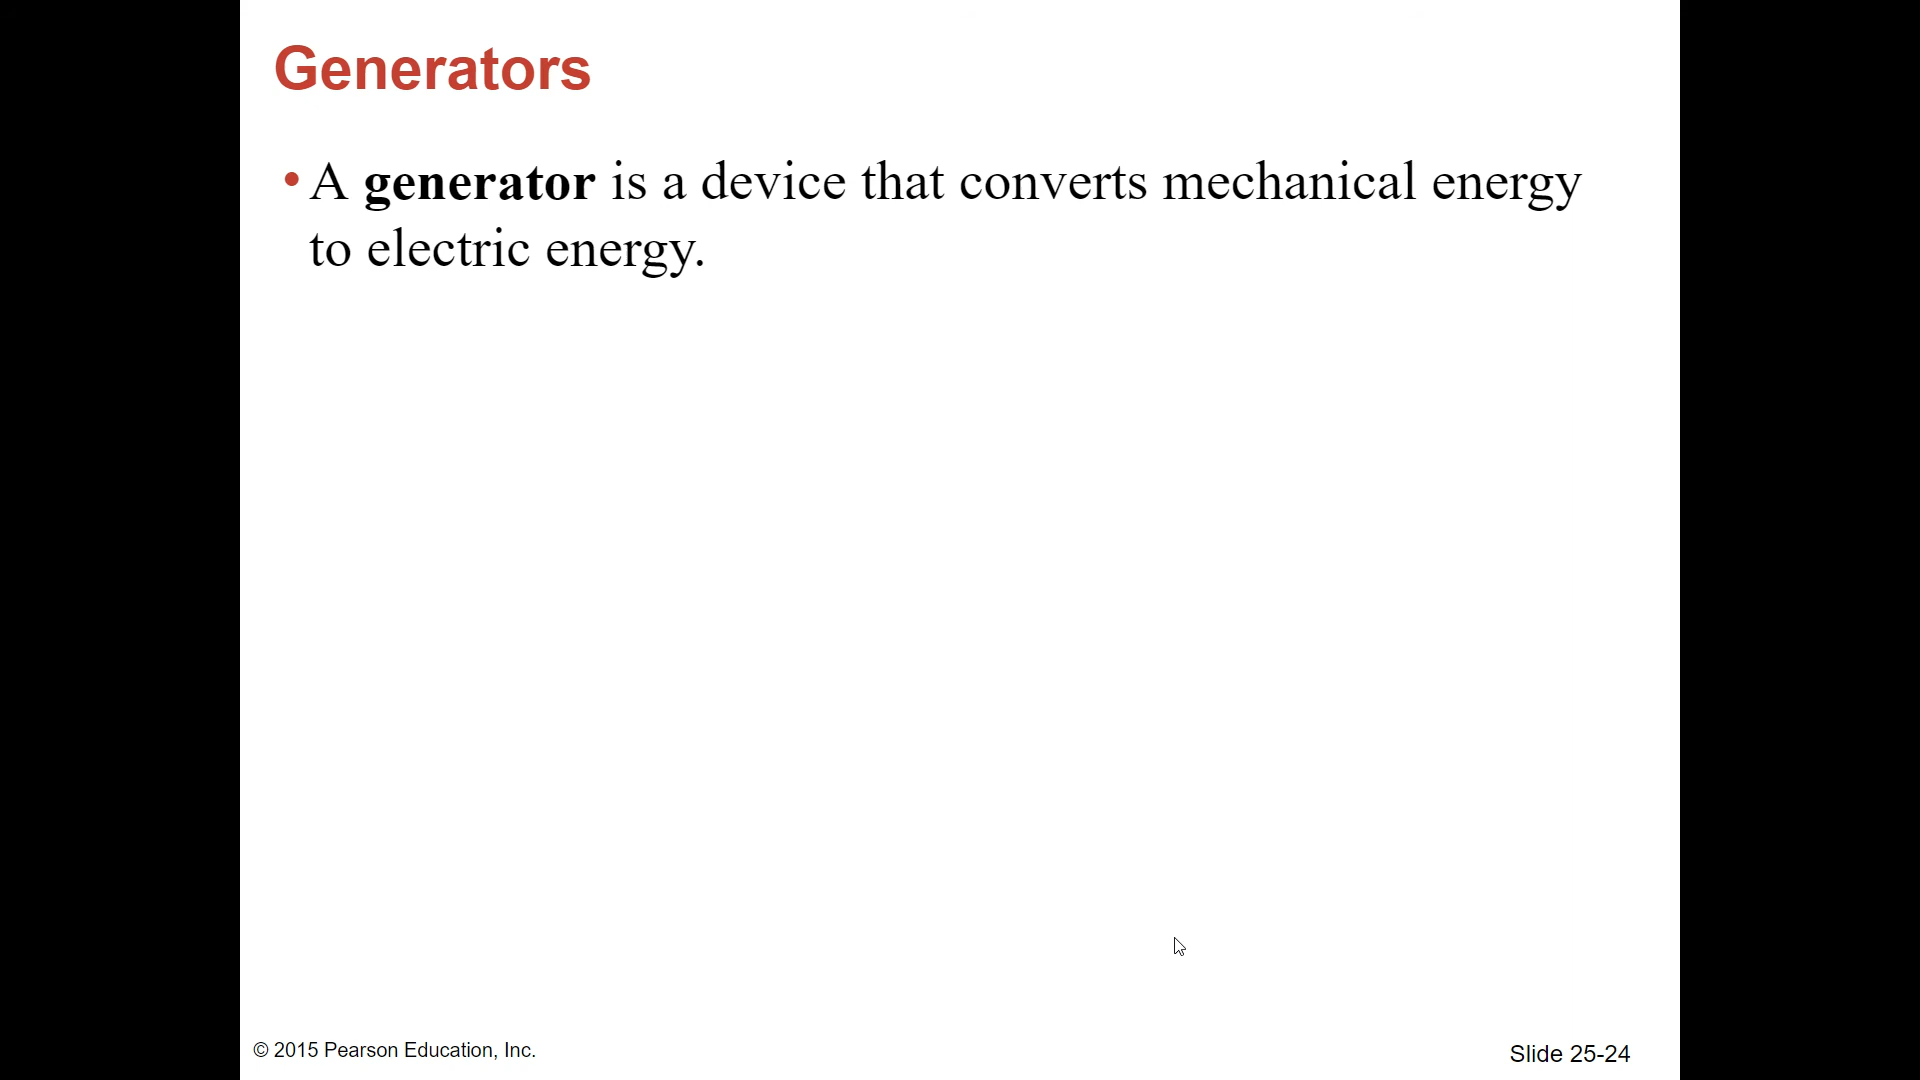 Generators
• A generator is a device that converts mechanical energy
to electric energy.
© 2015 Pearson Education, Inc.
Slide 25-24